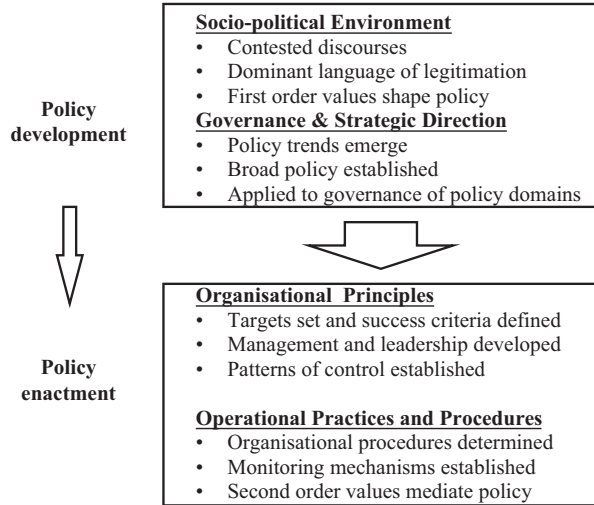 Socio-political Environment
• Contested discourses
• Dominant language of legitimation
• First order values shape policy
Governance & Strategic Direction
• Policy trends emerge
• Broad policy established
• Applied to governance of policy domains
Policy
development
Organisational Principles
• Targets set and success criteria defined
• Management and leadership developed
• Patterns of control established
Operational Practices and Procedures
• Organisational procedures determined
• Monitoring mechanisms established
• Second order values mediate policy
Policy
enactment